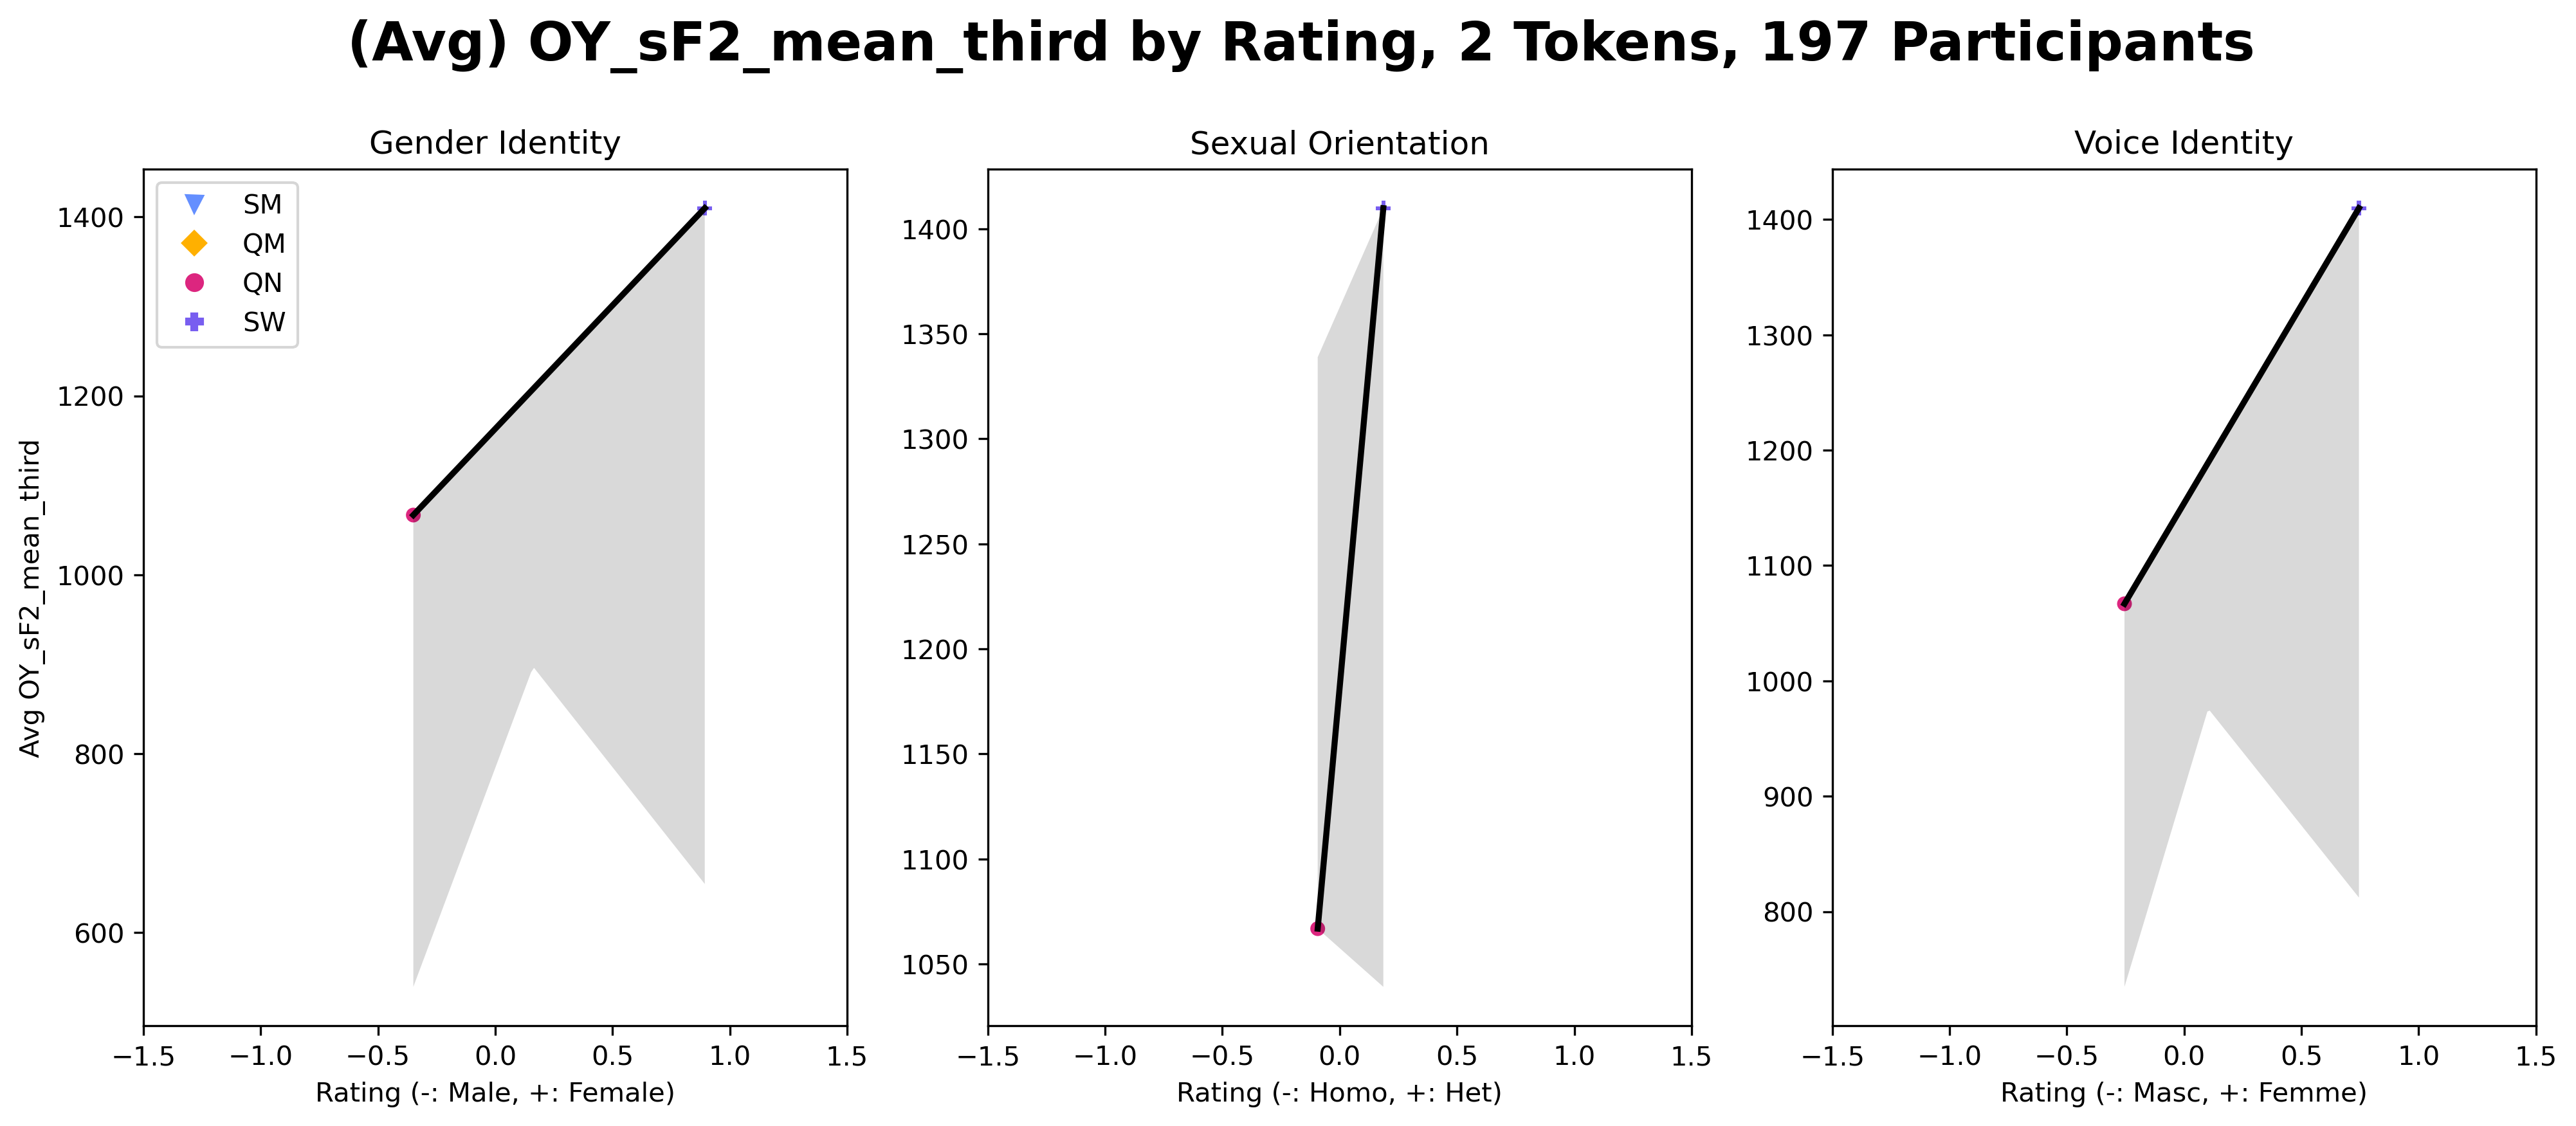 (Avg) OY_sF2_mean_third by Rating, 2 Tokens, 197 Participants
Gender Identity
SM
QM
QN
SW
1400
1200
1000
800
600
Avg OY_sF2_mean_third
−1.5 −1.0 −0.5 0.0 0.5 1.0 1.5
Rating (-: Male, +: Female)
Sexual Orientation
1400
1350
1300
1250
1200
1150
1100
1050
−1.5 −1.0 −0.5 0.0 0.5 1.0 1.5
Rating (-: Homo, +: Het)
Voice Identity
1400
1300
1200
1100
1000
900
800
−1.5 −1.0 −0.5 0.0 0.5 1.0 1.5
Rating (-: Masc, +: Femme)